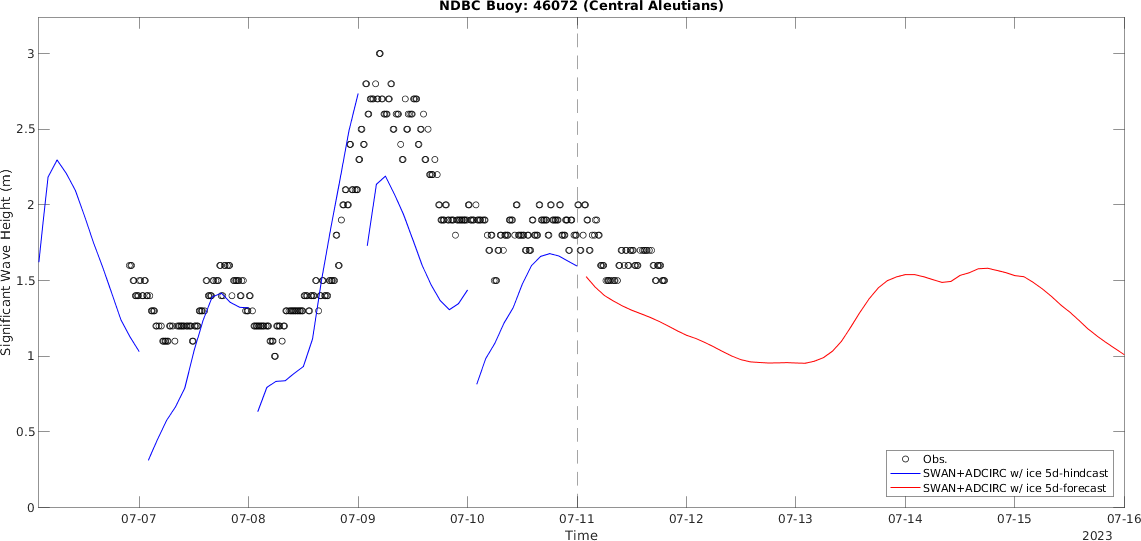 NDBC Buoy: 46072 (Central Aleutians)
Significant Wave Height (m)
3
2.5
2
1.5
1
0.5
0
Obs.
SWAN+ADCIRC w/ ice 5d-hindcast
SWAN+ADCIRC w/ ice 5d-forecast
07-07 07-08 07-09 07-10 07-11 07-12 07-13 07-14 07-15 07-16
Time
2023